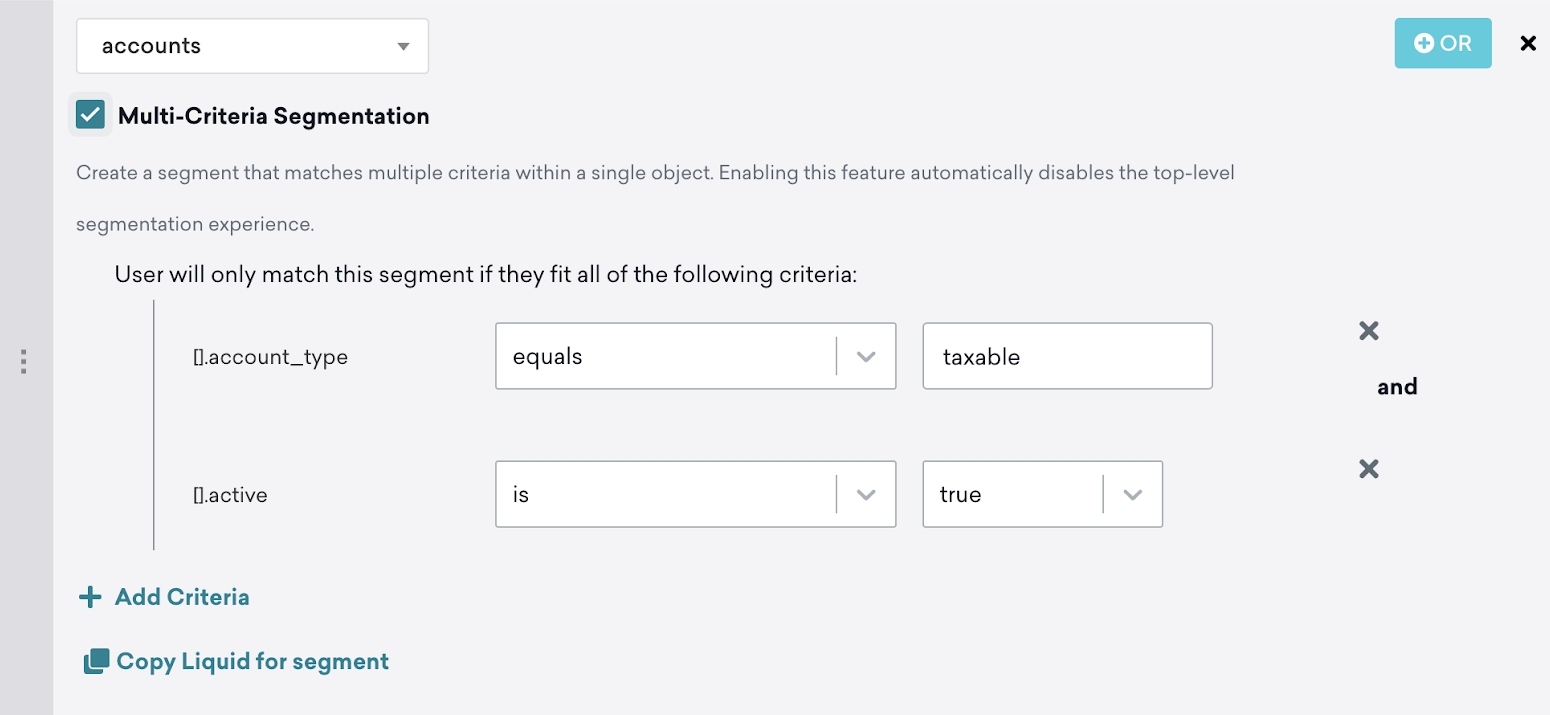 accounts
OR
Multi-Criteria Segmentation
Create a segment that matches multiple criteria within a single object. Enabling this feature automatically disables the top-level
segmentation experience.
User will only match this segment if they fit all of the following criteria:
[].account_type equals taxable
and
[].active is true
Add Criteria
Copy Liquid for segment